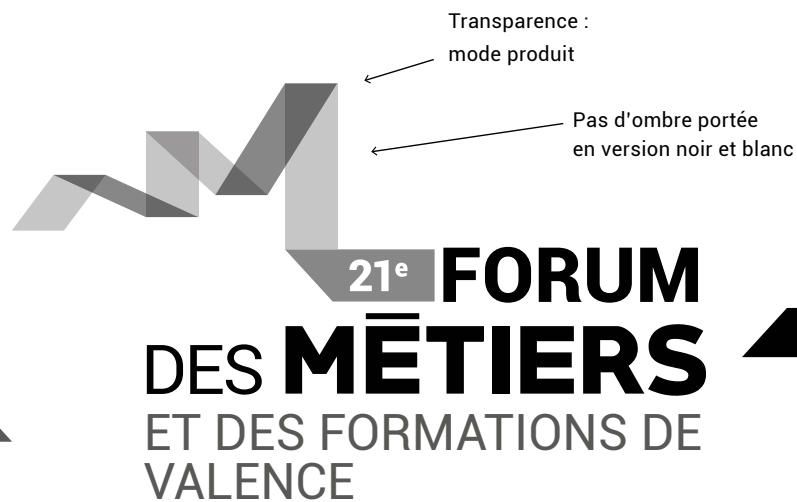 Transparence :
mode produit
Pas d'ombre portée
en version noir et blanc
21e FORUM
DES MĒTIERS
ET DES FORMATIONS DE
VALENCE